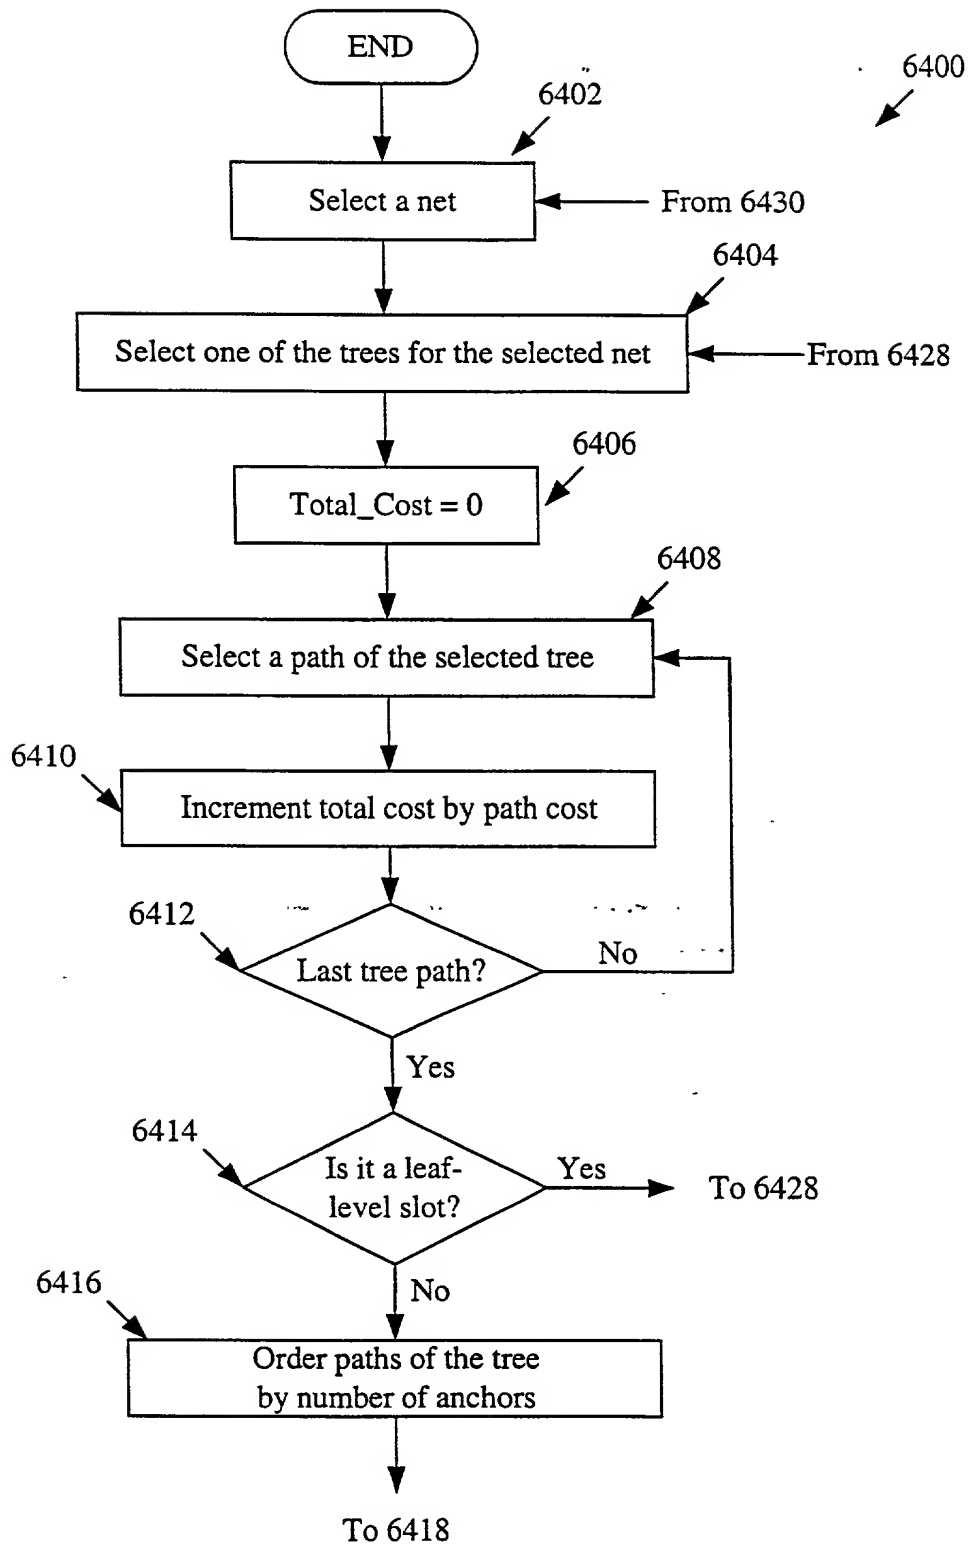 END
6400
6402
Select a net
From 6430
6404
Select one of the trees for the selected net
From 6428
6406
Total_Cost = 0
6408
Select a path of the selected tree
6410
Increment total cost by path cost
6412
Last tree path?
No
Yes
6414
Is it a leaf-
level slot?
Yes
To 6428
No
6416
Order paths of the tree
by number of anchors
To 6418